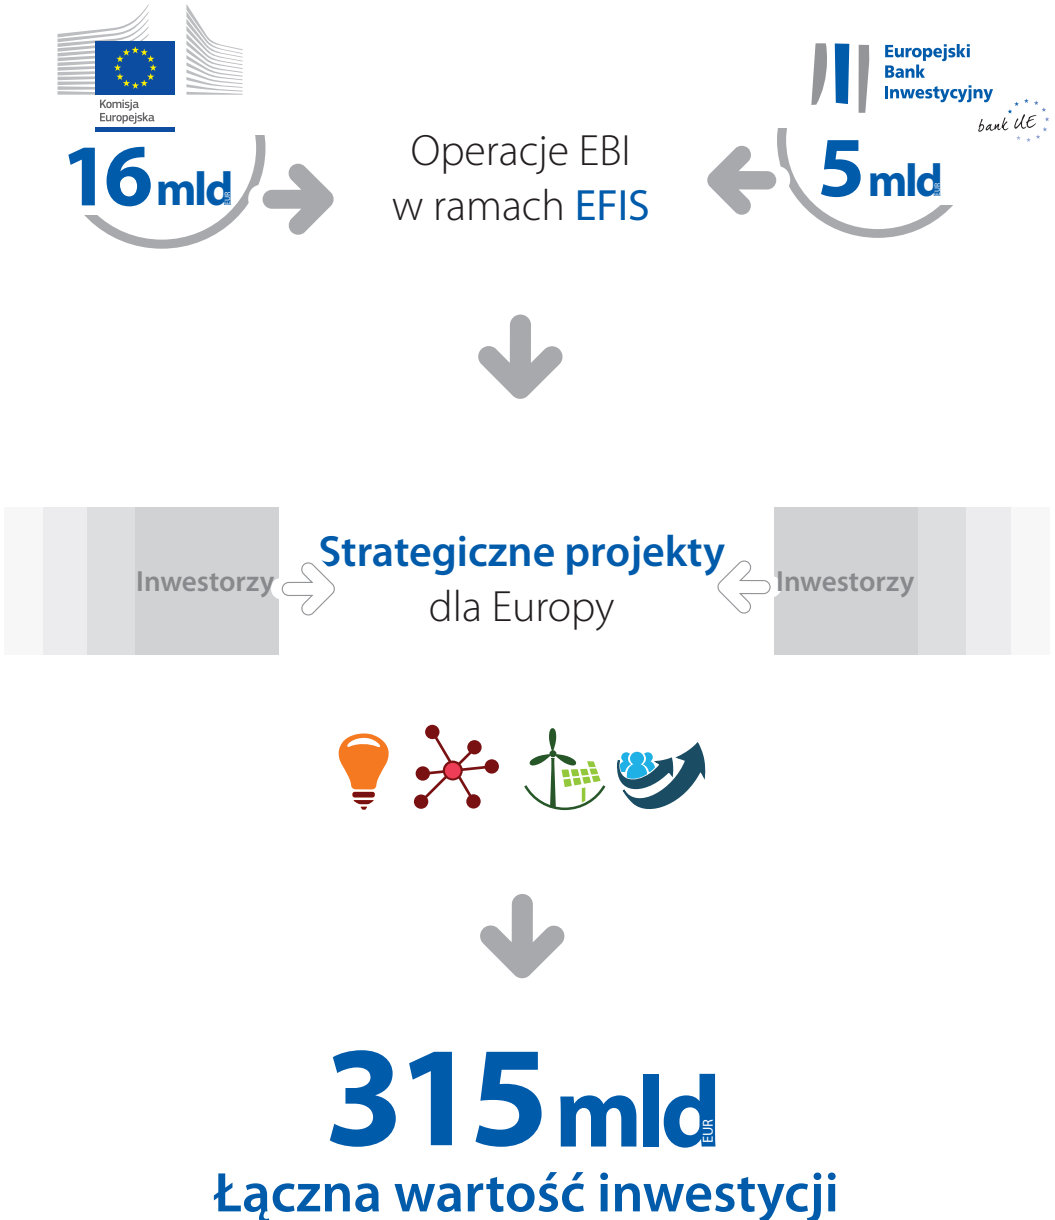 Komisja
Europejska
16 mld EUR
Operacje EBI
w ramach EFIS
Europejski
Bank
Inwestycyjny
bank UE
5 mld EUR
Inwestorzy
Strategiczne projekty
dla Europy
Inwestorzy
315 mld EUR
Łączna wartość inwestycji